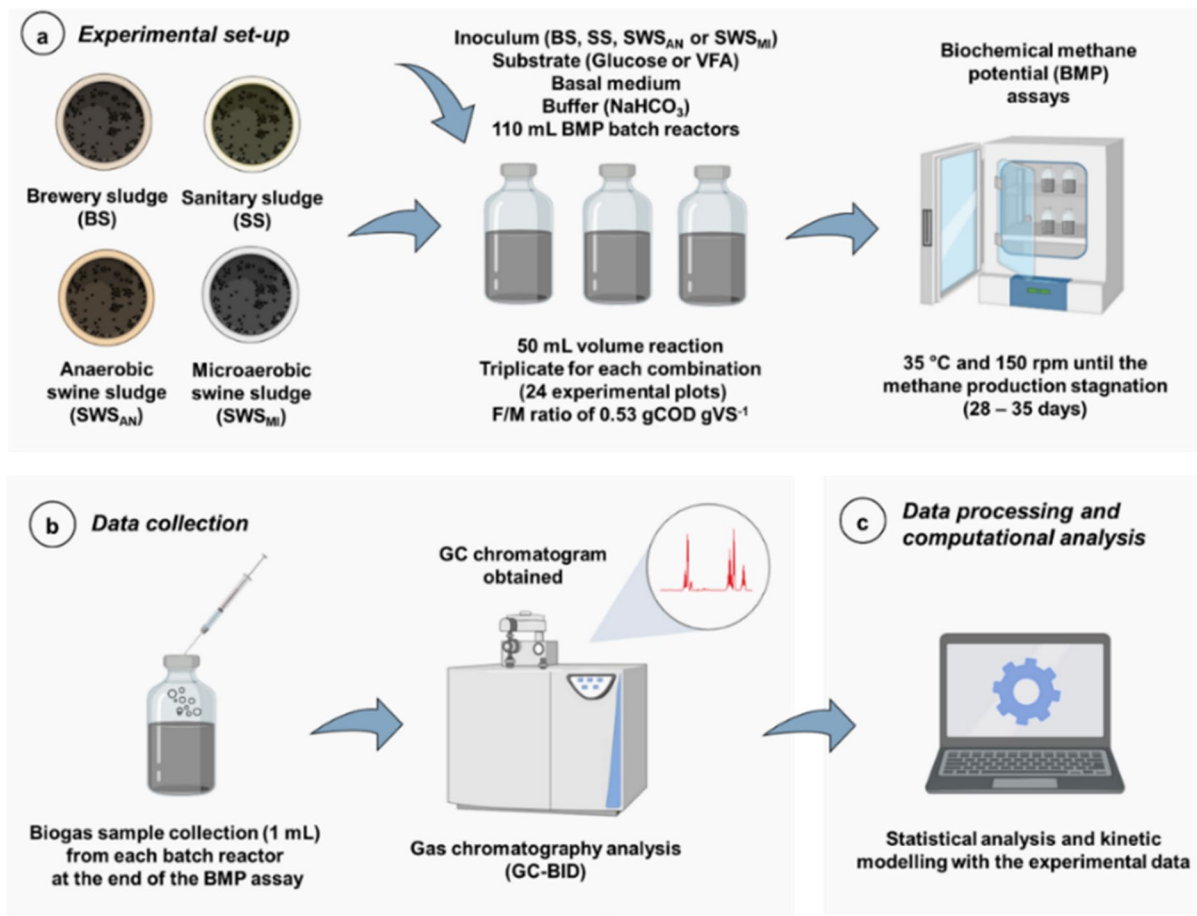 a Experimental set-up
Brewery sludge
(BS)
Sanitary sludge
(SS)
Anaerobic
swine sludge
(SWS_AN)
Microaerobic
swine sludge
(SWS_MI)
Inoculum (BS, SS, SWS_AN or SWS_MI)
Substrate (Glucose or VFA)
Basal medium
Buffer (NaHCO₃)
110 mL BMP batch reactors
50 mL volume reaction
Triplicate for each combination
(24 experimental plots)
F/M ratio of 0.53 gCOD gVS⁻¹
Biochemical methane
potential (BMP)
assays
35 °C and 150 rpm until the
methane production stagnation
(28 – 35 days)
b Data collection
Biogas sample collection (1 mL)
from each batch reactor
at the end of the BMP assay
GC chromatogram
obtained
Gas chromatography analysis
(GC-BID)
c Data processing and
computational analysis
Statistical analysis and kinetic
modelling with the experimental data